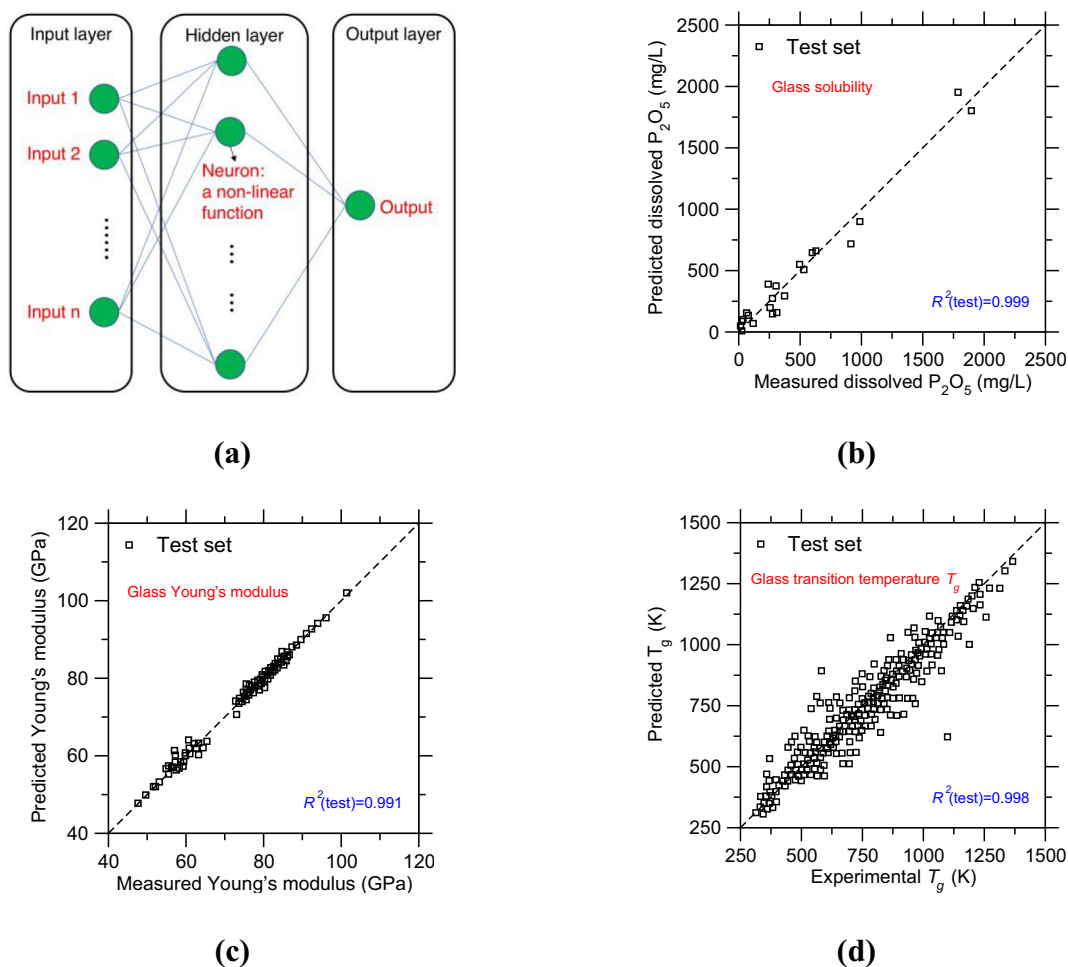 Input layer
Hidden layer
Output layer
Input 1
Input 2
Input n
Neuron:
a non-linear
function
Output
(a)
Predicted dissolved P₂O₅ (mg/L)
2500
2000
1500
1000
500
0
Test set
Glass solubility
R²(test)=0.999
0 500 1000 1500 2000 2500
Measured dissolved P₂O₅ (mg/L)
(b)
Predicted Young's modulus (GPa)
120
100
80
60
40
Test set
Glass Young's modulus
R²(test)=0.991
40 60 80 100 120
Measured Young's modulus (GPa)
(c)
Predicted T_g (K)
1500
1250
1000
750
500
250
Test set
Glass transition temperature T_g
R²(test)=0.998
250 500 750 1000 1250 1500
Experimental T_g (K)
(d)